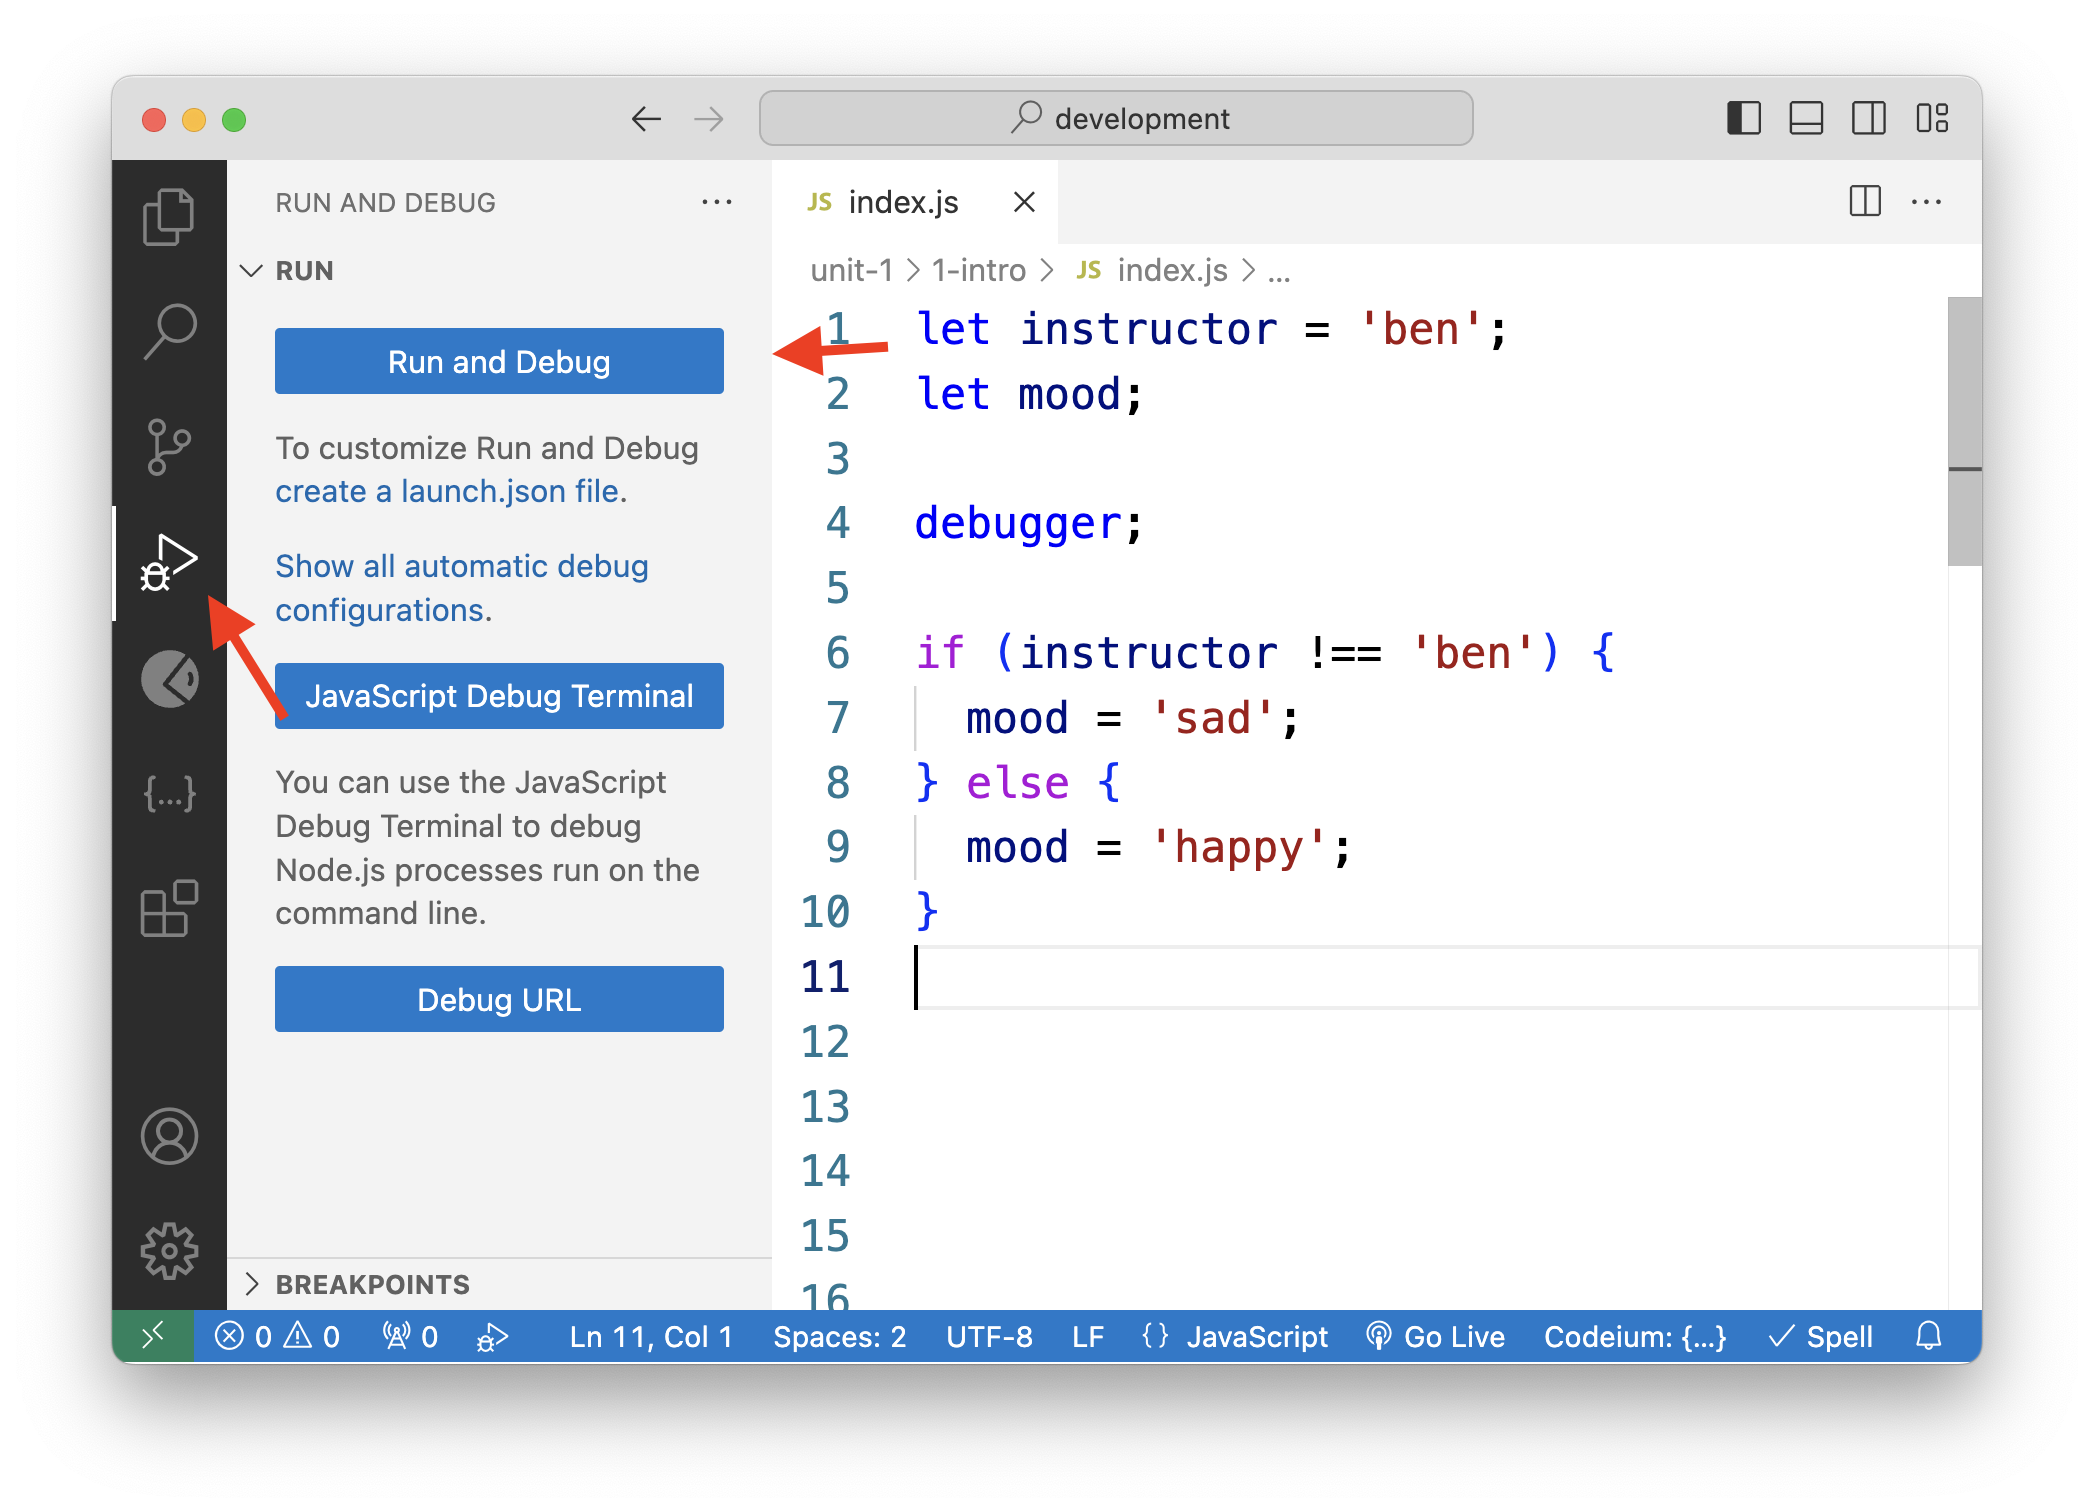 development
RUN AND DEBUG ...
RUN
Run and Debug
To customize Run and Debug
create a launch.json file.
Show all automatic debug
configurations.
JavaScript Debug Terminal
You can use the JavaScript
Debug Terminal to debug
Node.js processes run on the
command line.
Debug URL
BREAKPOINTS
{...}
JS index.js
unit-1 > 1-intro > JS index.js > ...
1 let instructor = 'ben';
2 let mood;
3
4 debugger;
5
6 if (instructor !== 'ben') {
7 mood = 'sad';
8 } else {
9 mood = 'happy';
10 }
11
12
13
14
15
16
0 0 0 Ln 11, Col 1 Spaces: 2 UTF-8 LF {} JavaScript Go Live Codeium: {...} Spell